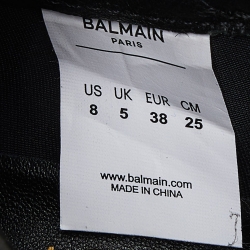 BALMAIN
PARIS
US UK EUR CM
8 5 38 25
www.balmain.com
MADE IN CHINA